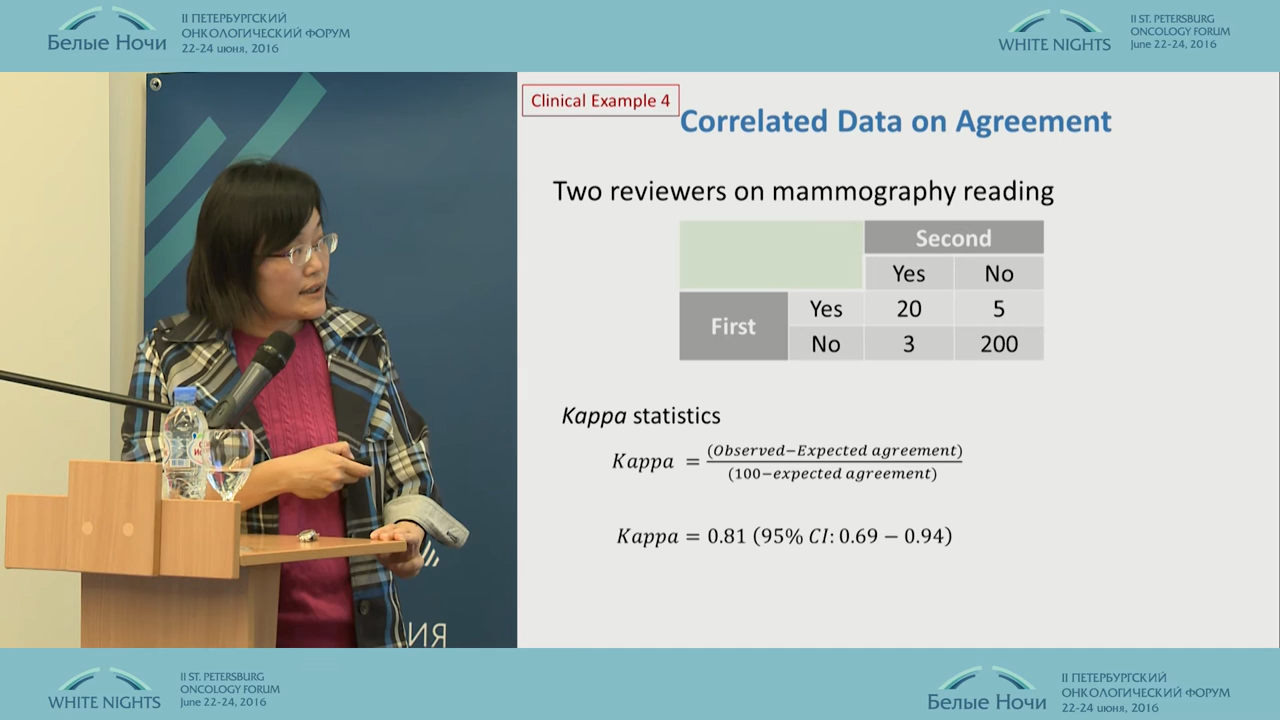 II ПЕТЕРБУРГСКИЙ
ОНКОЛОГИЧЕСКИЙ ФОРУМ
22-24 июня, 2016
Белые Ночи
WHITE NIGHTS
II ST. PETERSBURG
ONCOLOGY FORUM
June 22-24, 2016
Clinical Example 4
Correlated Data on Agreement
Two reviewers on mammography reading
Second
Yes No
First Yes 20 5
No 3 200
Kappa statistics
Kappa = (Observed−Expected agreement)
(100−expected agreement)
Kappa = 0.81 (95% CI: 0.69 − 0.94)
ИЯ
WHITE NIGHTS
II ST. PETERSBURG
ONCOLOGY FORUM
June 22-24, 2016
Белые Ночи
II ПЕТЕРБУРГСКИЙ
ОНКОЛОГИЧЕСКИЙ ФОРУМ
22-24 июня, 2016